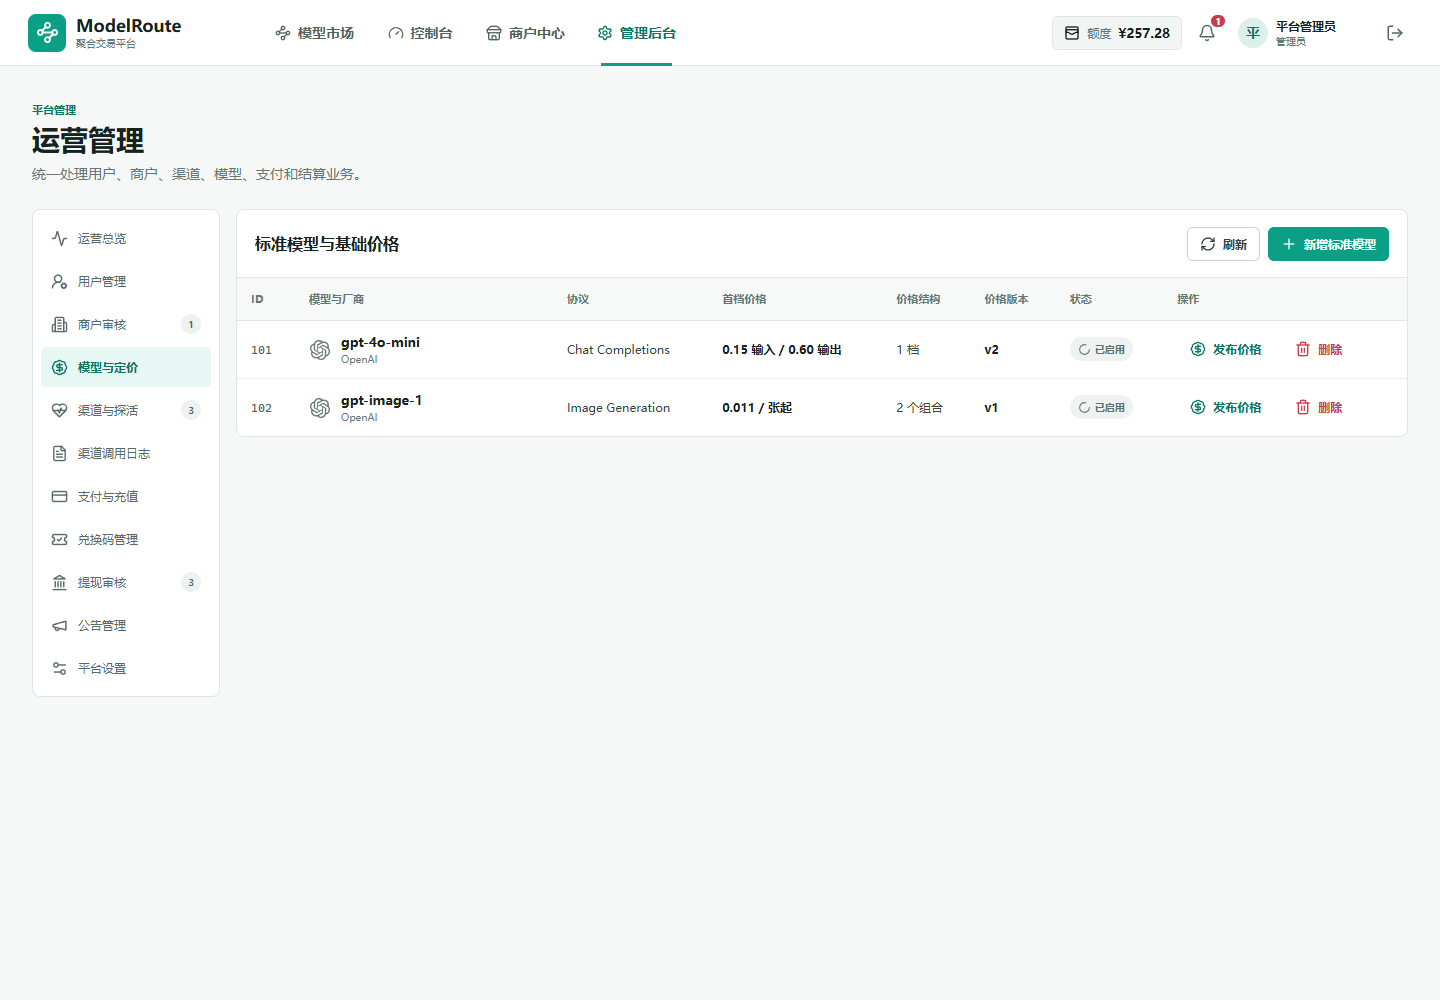 ModelRoute
聚合交易平台
模型市场
控制台
商户中心
管理后台
额度 ¥257.28
1
平
平台管理员
管理员
平台管理
运营管理
统一处理用户、商户、渠道、模型、支付和结算业务。
运营总览
用户管理
商户审核 1
模型与定价
渠道与探活 3
渠道调用日志
支付与充值
兑换码管理
提现审核 3
公告管理
平台设置
标准模型与基础价格
刷新
新增标准模型
ID 模型与厂商 协议 首档价格 价格结构 价格版本 状态 操作
101 gpt-4o-mini Chat Completions 0.15 输入 / 0.60 输出 1 档 v2 已启用 发布价格 删除
OpenAI
102 gpt-image-1 Image Generation 0.011 / 张起 2 个组合 v1 已启用 发布价格 删除
OpenAI